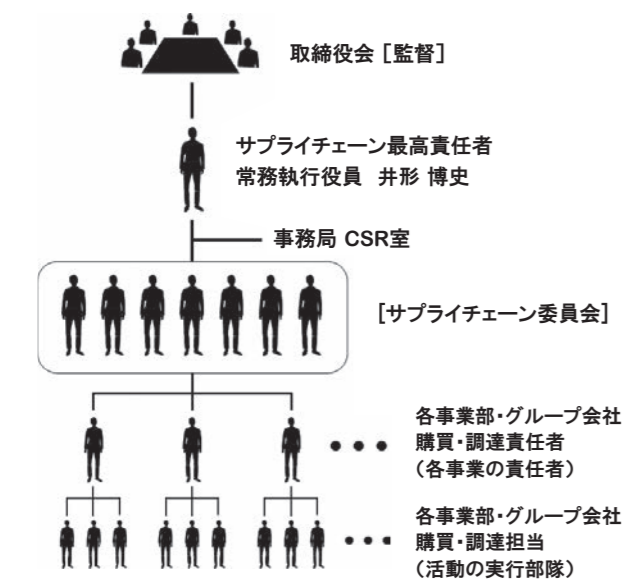 取締役会［監督］
サプライチェーン最高責任者
常務執行役員　井形 博史
事務局 CSR室
［サプライチェーン委員会］
各事業部・グループ会社
購買・調達責任者
（各事業の責任者）
各事業部・グループ会社
購買・調達担当
（活動の実行部隊）